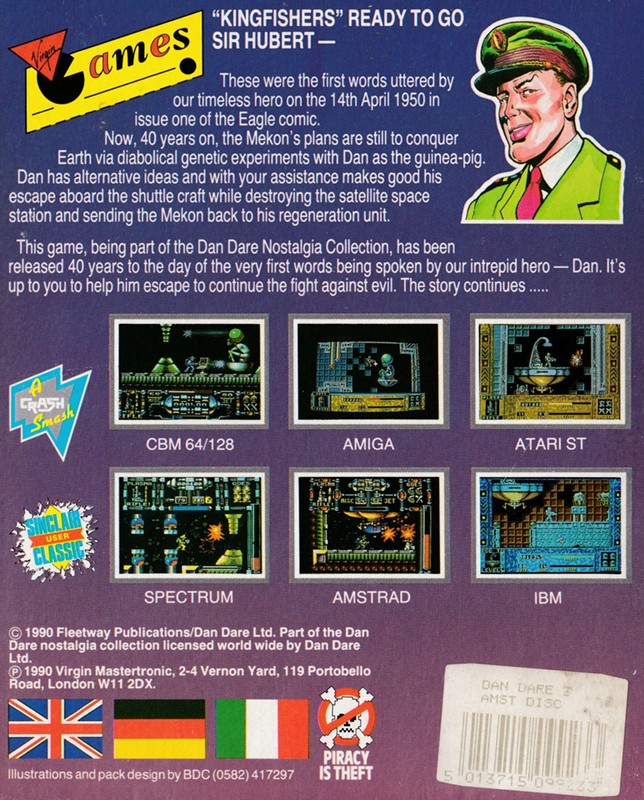 Virgin
Games
"KINGFISHERS" READY TO GO
SIR HUBERT —
These were the first words uttered by
our timeless hero on the 14th April 1950 in
issue one of the Eagle comic.
Now, 40 years on, the Mekon's plans are still to conquer
Earth via diabolical genetic experiments with Dan as the guinea-pig.
Dan has alternative ideas and with your assistance makes good his
escape aboard the shuttle craft while destroying the satellite space
station and sending the Mekon back to his regeneration unit.
This game, being part of the Dan Dare Nostalgia Collection, has been
released 40 years to the day of the very first words being spoken by our intrepid hero — Dan. It's
up to you to help him escape to continue the fight against evil. The story continues .....
A
CRASH
Smash
CBM 64/128
AMIGA
ATARI ST
SINCLAIR
USER
CLASSIC
SPECTRUM
AMSTRAD
IBM
© 1990 Fleetway Publications/Dan Dare Ltd. Part of the Dan
Dare nostalgia collection licensed world wide by Dan Dare
Ltd.
℗ 1990 Virgin Mastertronic, 2-4 Vernon Yard, 119 Portobello
Road, London W11 2DX.
PIRACY
IS THEFT
Illustrations and pack design by BDC (0582) 417297
DAN DARE 3
AMST DISC
5 013715